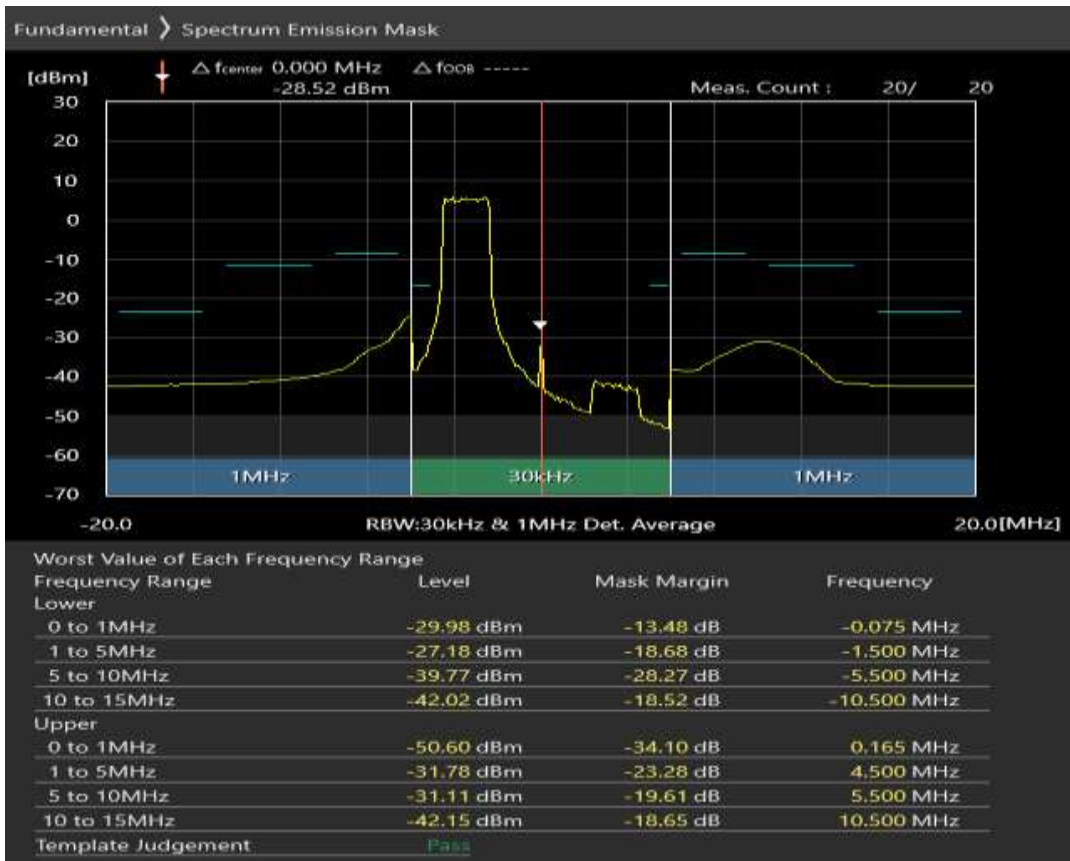 Fundamental 〉 Spectrum Emission Mask
[dBm] △ fcenter 0.000 MHz △ fOOB -----
-28.52 dBm Meas. Count : 20/ 20
30
20
10
0
-10
-20
-30
-40
-50
-60
-70
1MHz 30kHz 1MHz
-20.0 RBW:30kHz & 1MHz Det. Average 20.0[MHz]
Worst Value of Each Frequency Range
Frequency Range Level Mask Margin Frequency
Lower
0 to 1MHz -29.98 dBm -13.48 dB -0.075 MHz
1 to 5MHz -27.18 dBm -18.68 dB -1.500 MHz
5 to 10MHz -39.77 dBm -28.27 dB -5.500 MHz
10 to 15MHz -42.02 dBm -18.52 dB -10.500 MHz
Upper
0 to 1MHz -50.60 dBm -34.10 dB 0.165 MHz
1 to 5MHz -31.78 dBm -23.28 dB 4.500 MHz
5 to 10MHz -31.11 dBm -19.61 dB 5.500 MHz
10 to 15MHz -42.15 dBm -18.65 dB 10.500 MHz
Template Judgement Pass